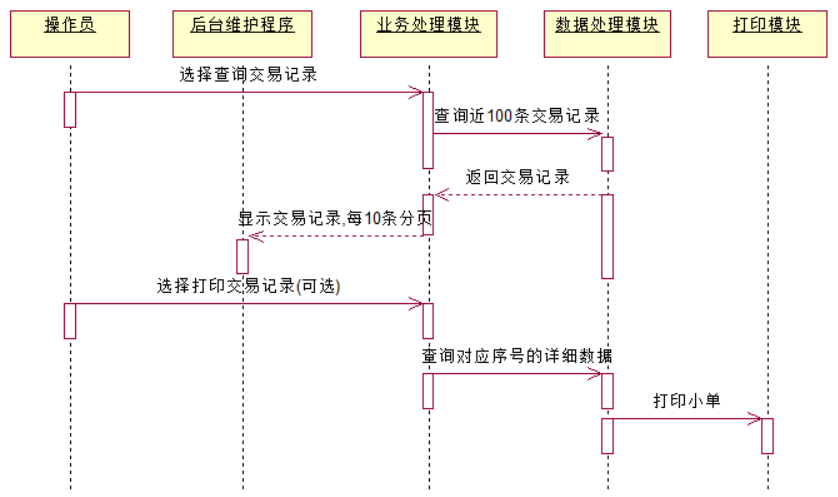 操作员
后台维护程序
业务处理模块
数据处理模块
打印模块
选择查询交易记录
查询近100条交易记录
返回交易记录
显示交易记录,每10条分页
选择打印交易记录(可选)
查询对应序号的详细数据
打印小单